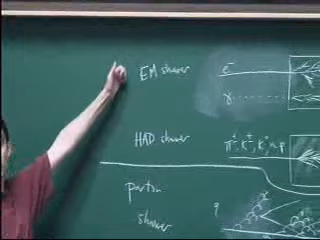 EM shower e⁻
γ
HAD shower π±, K±, K⁰, n, p
parton
shower q